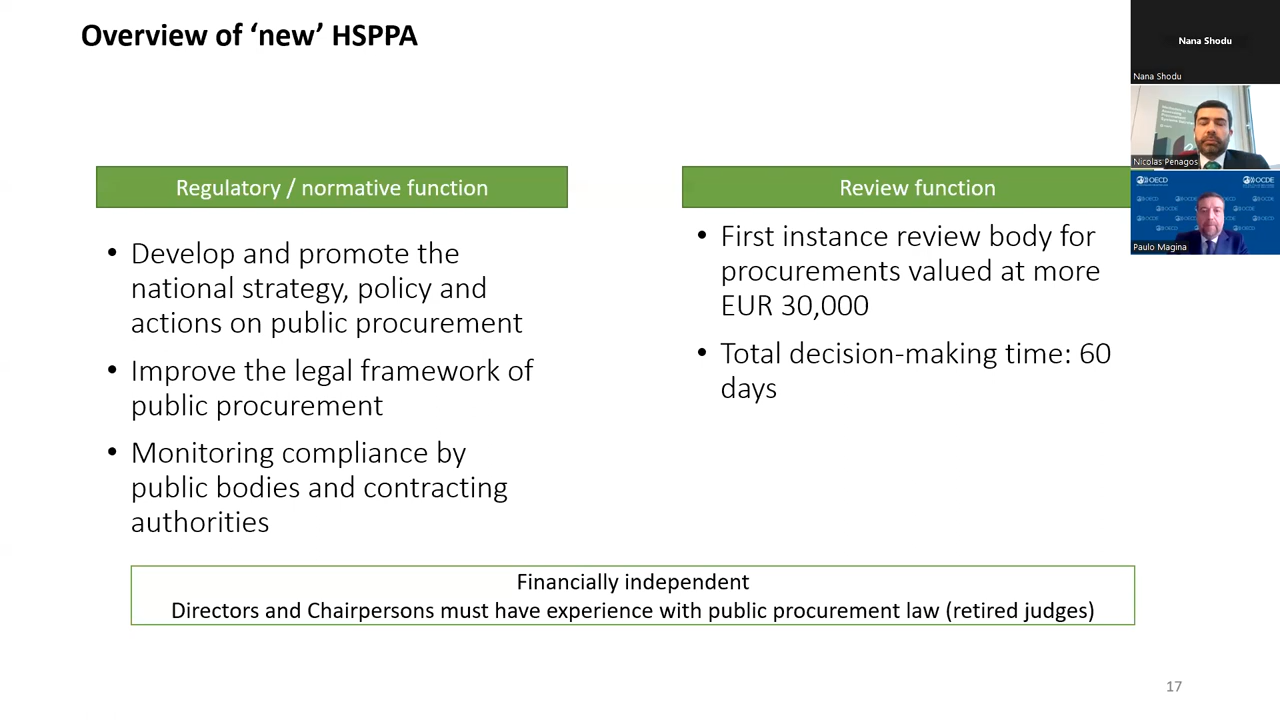 Overview of ‘new’ HSPPA
Regulatory / normative function
• Develop and promote the
national strategy, policy and
actions on public procurement
• Improve the legal framework of
public procurement
• Monitoring compliance by
public bodies and contracting
authorities
Review function
• First instance review body for
procurements valued at more
EUR 30,000
• Total decision-making time: 60
days
Financially independent
Directors and Chairpersons must have experience with public procurement law (retired judges)
17
Nana Shodu
Nana Shodu
Nicolas Penagos
OECD
OCDE
Paulo Magina